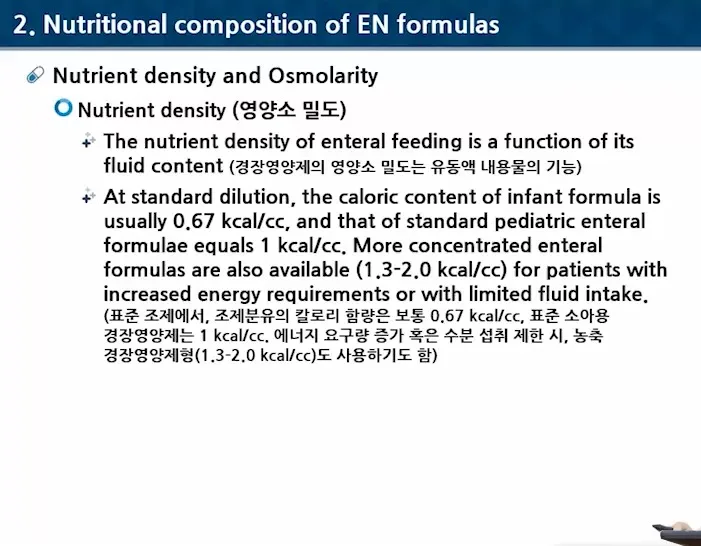 2. Nutritional composition of EN formulas
Nutrient density and Osmolarity
Nutrient density (영양소 밀도)
The nutrient density of enteral feeding is a function of its
fluid content (경장영양제의 영양소 밀도는 유동액 내용물의 기능)
At standard dilution, the caloric content of infant formula is
usually 0.67 kcal/cc, and that of standard pediatric enteral
formulae equals 1 kcal/cc. More concentrated enteral
formulas are also available (1.3-2.0 kcal/cc) for patients with
increased energy requirements or with limited fluid intake.
(표준 조제에서, 조제분유의 칼로리 함량은 보통 0.67 kcal/cc, 표준 소아용
경장영양제는 1 kcal/cc. 에너지 요구량 증가 혹은 수분 섭취 제한 시, 농축
경장영양제형(1.3-2.0 kcal/cc)도 사용하기도 함)